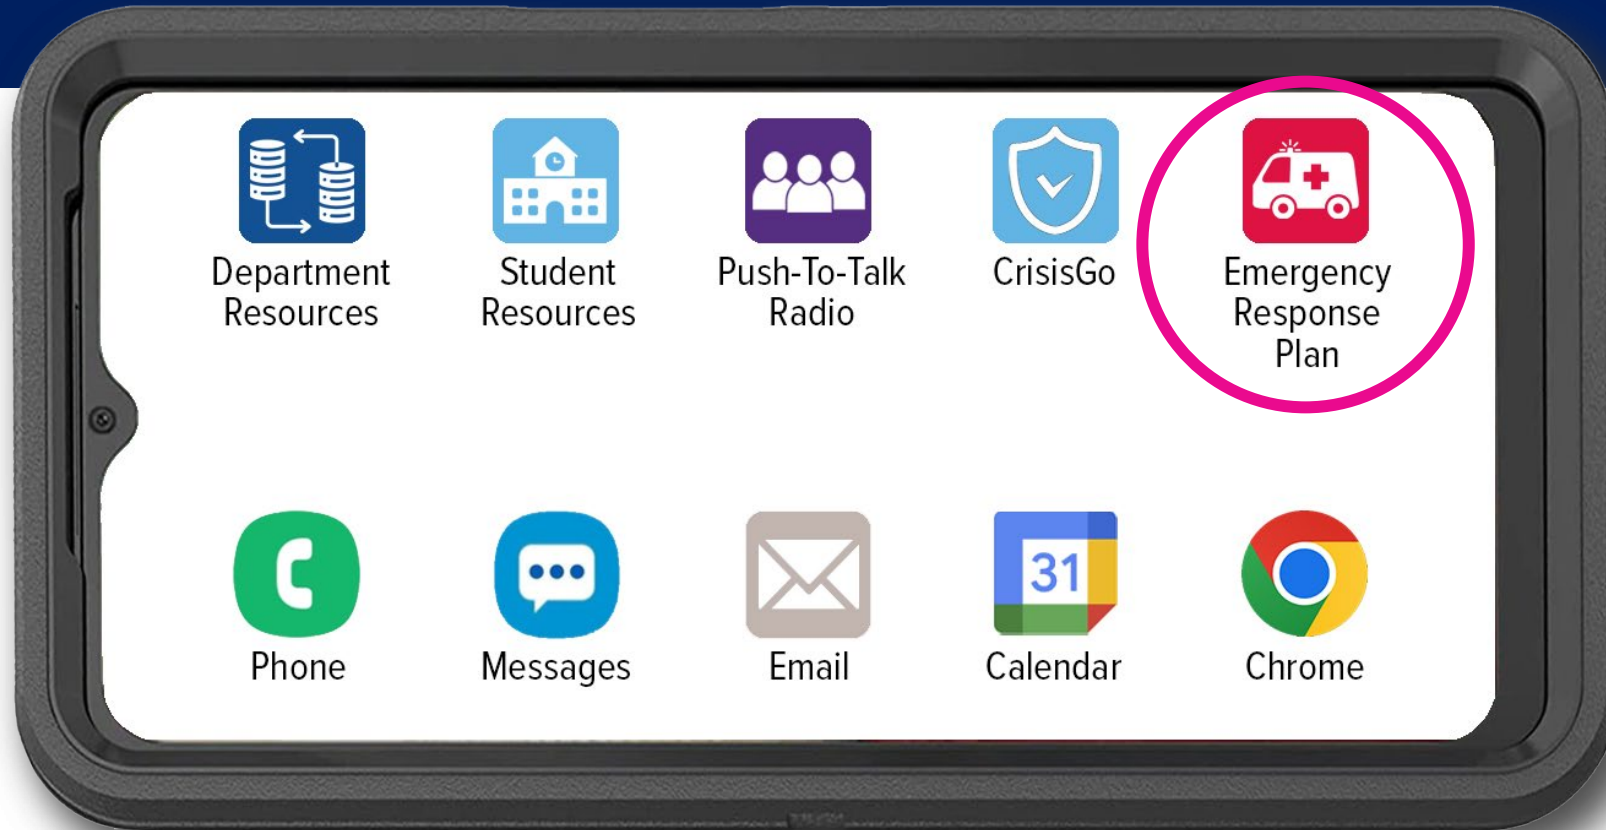 Department
Resources
Student
Resources
Push-To-Talk
Radio
CrisisGo
Emergency
Response
Plan
Phone
Messages
Email
31
Calendar
Chrome